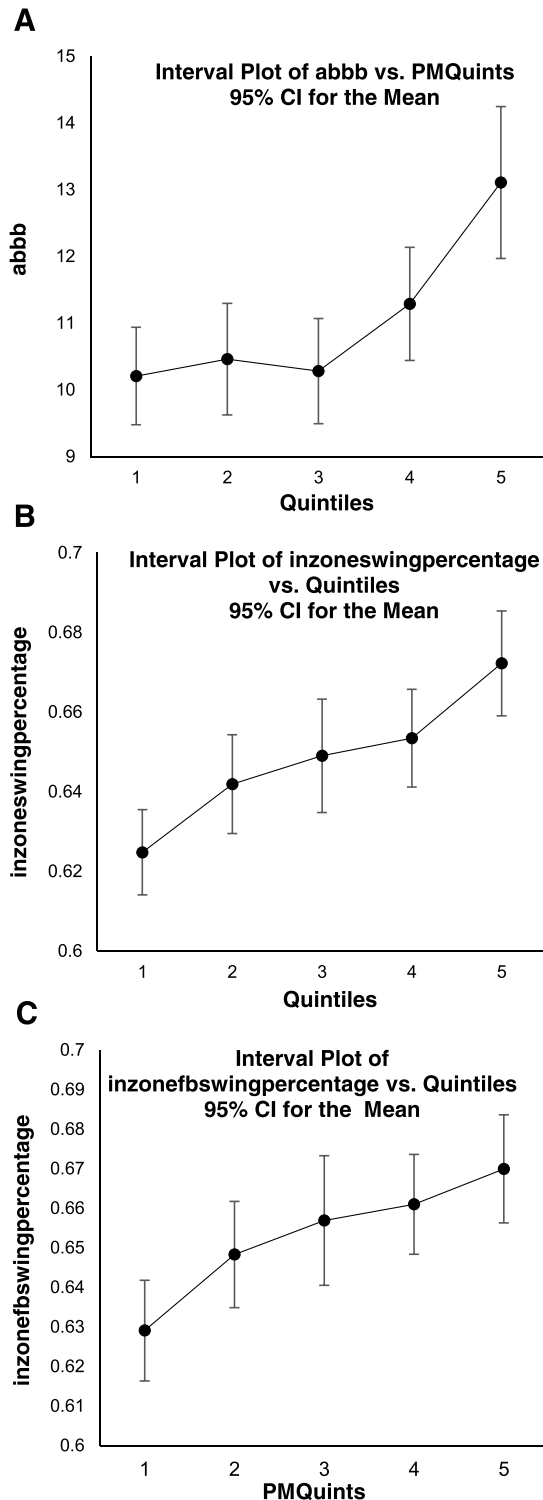 A
Interval Plot of abbb vs. PMQuints
95% CI for the Mean
abbb
15
14
13
12
11
10
9
1 2 3 4 5
Quintiles
B
Interval Plot of inzoneswingpercentage
vs. Quintiles
95% CI for the Mean
inzoneswingpercentage
0.7
0.68
0.66
0.64
0.62
0.6
1 2 3 4 5
Quintiles
C
Interval Plot of
inzonefbswingpercentage vs. Quintiles
95% CI for the  Mean
inzonefbswingpercentage
0.7
0.69
0.68
0.67
0.66
0.65
0.64
0.63
0.62
0.61
0.6
1 2 3 4 5
PMQuints